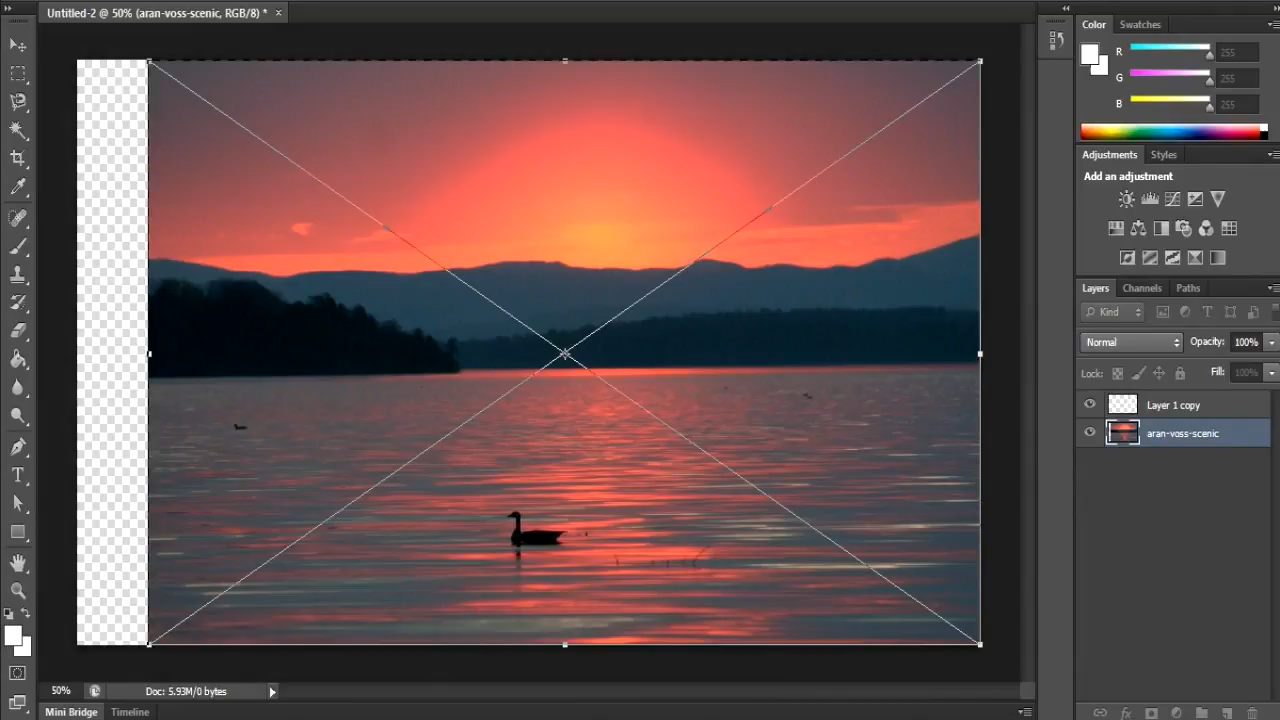 Untitled-2 @ 50% (aran-voss-scenic, RGB/8) * ×
Color Swatches
R 255
G 255
B 255
Adjustments Styles
Add an adjustment
Layers Channels Paths
Kind
Normal Opacity: 100%
Lock: Fill: 100%
Layer 1 copy
aran-voss-scenic
50% Doc: 5.93M/0 bytes
Mini Bridge Timeline